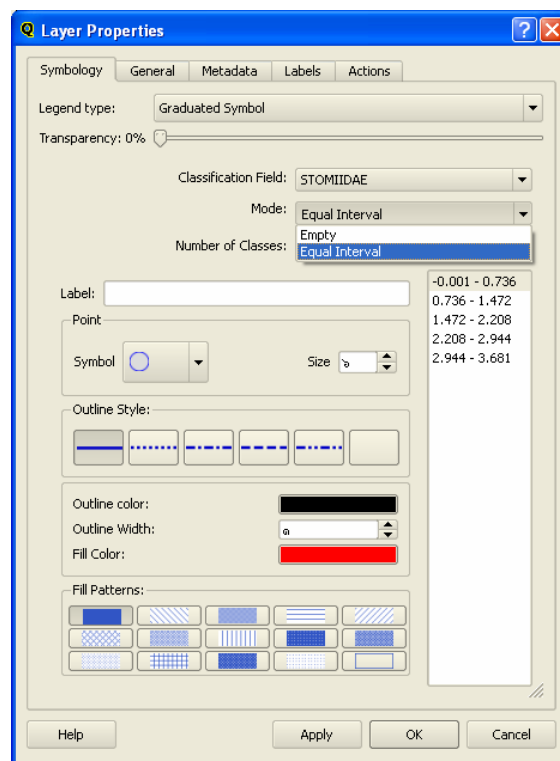 Layer Properties
Symbology General Metadata Labels Actions
Legend type: Graduated Symbol
Transparency: 0%
Classification Field: STOMIIDAE
Mode: Equal Interval
Empty
Number of Classes: Equal Interval
-0.001 - 0.736
0.736 - 1.472
1.472 - 2.208
2.208 - 2.944
2.944 - 3.681
Label:
Point
Symbol Size ๖
Outline Style:
Outline color:
Outline Width: ๑
Fill Color:
Fill Patterns:
Help Apply OK Cancel